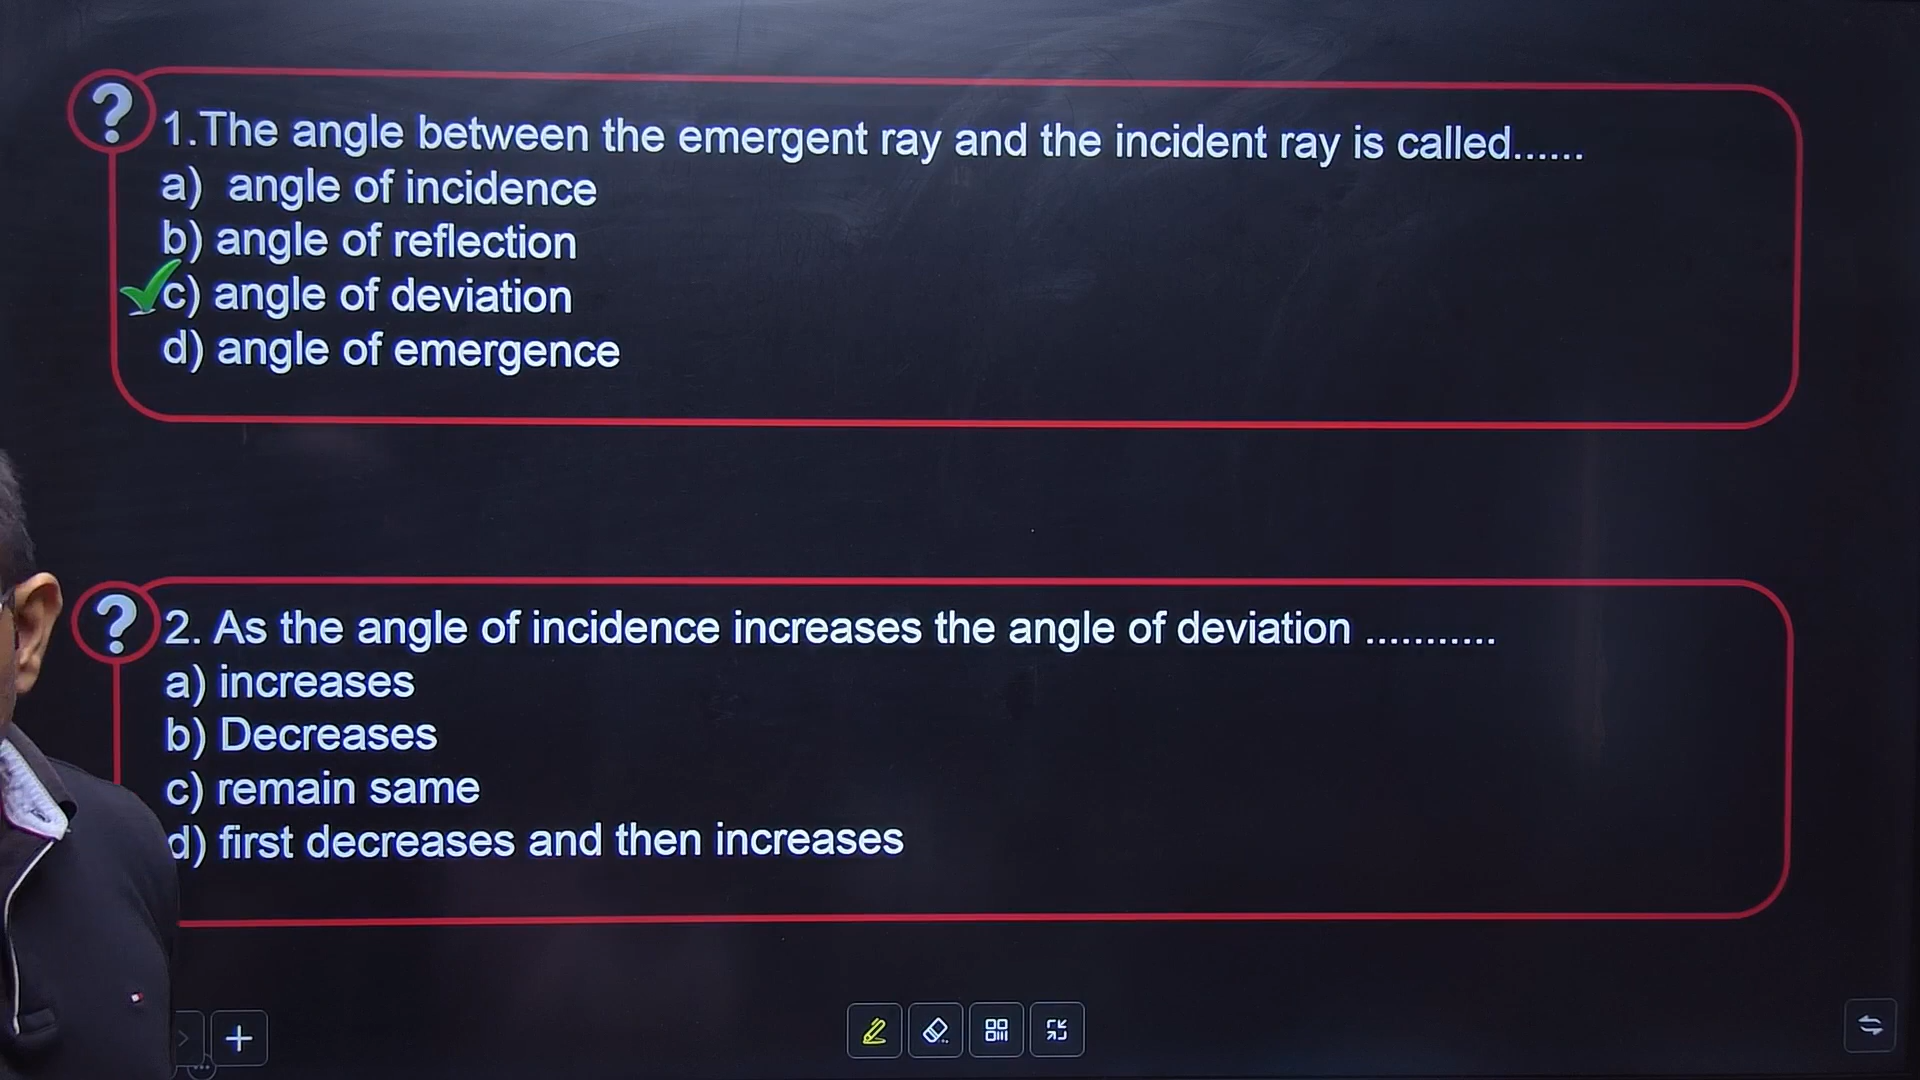 1.The angle between the emergent ray and the incident ray is called......
a) angle of incidence
b) angle of reflection
c) angle of deviation
d) angle of emergence
2. As the angle of incidence increases the angle of deviation ...........
a) increases
b) Decreases
c) remain same
d) first decreases and then increases